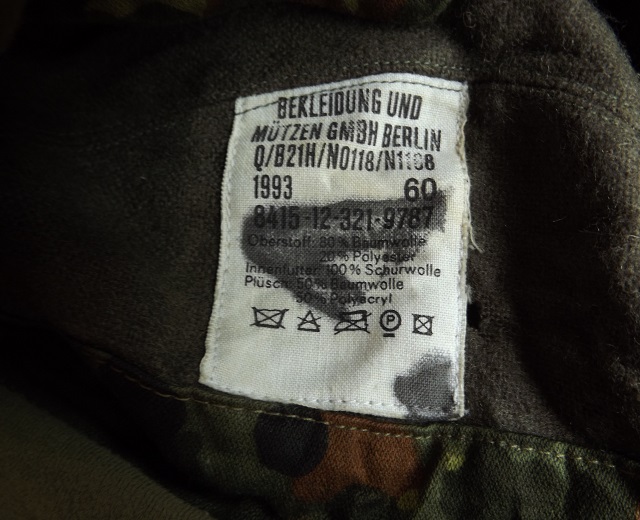 BEKLEIDUNG UND
MÜTZEN GMBH BERLIN
Q/B21H/N0118/N1168
1993 60
8415-12-321-9787
Oberstoff: 80% Baumwolle
20% Polyester
Innenfutter: 100% Schurwolle
Plüsch: 50% Baumwolle
50% Polyacryl
P